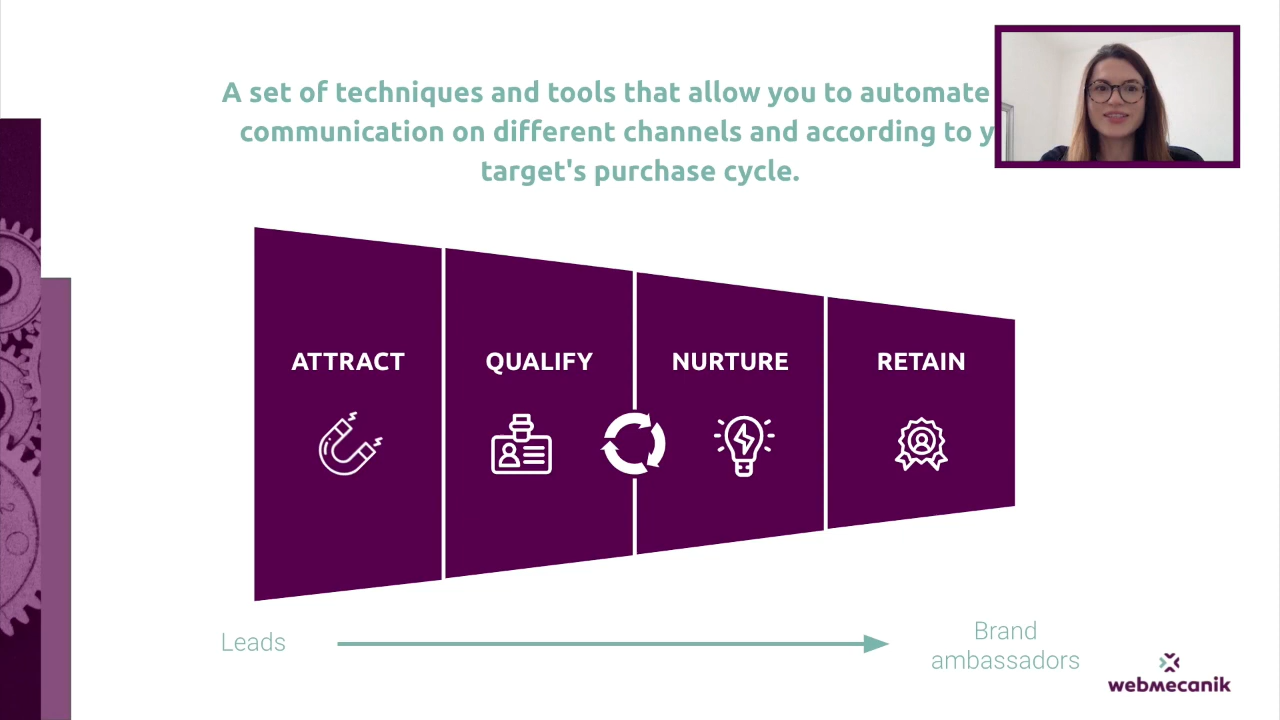 A set of techniques and tools that allow you to automate
communication on different channels and according to
target's purchase cycle.
ATTRACT
QUALIFY
NURTURE
RETAIN
Leads
Brand
ambassadors
webmecanik